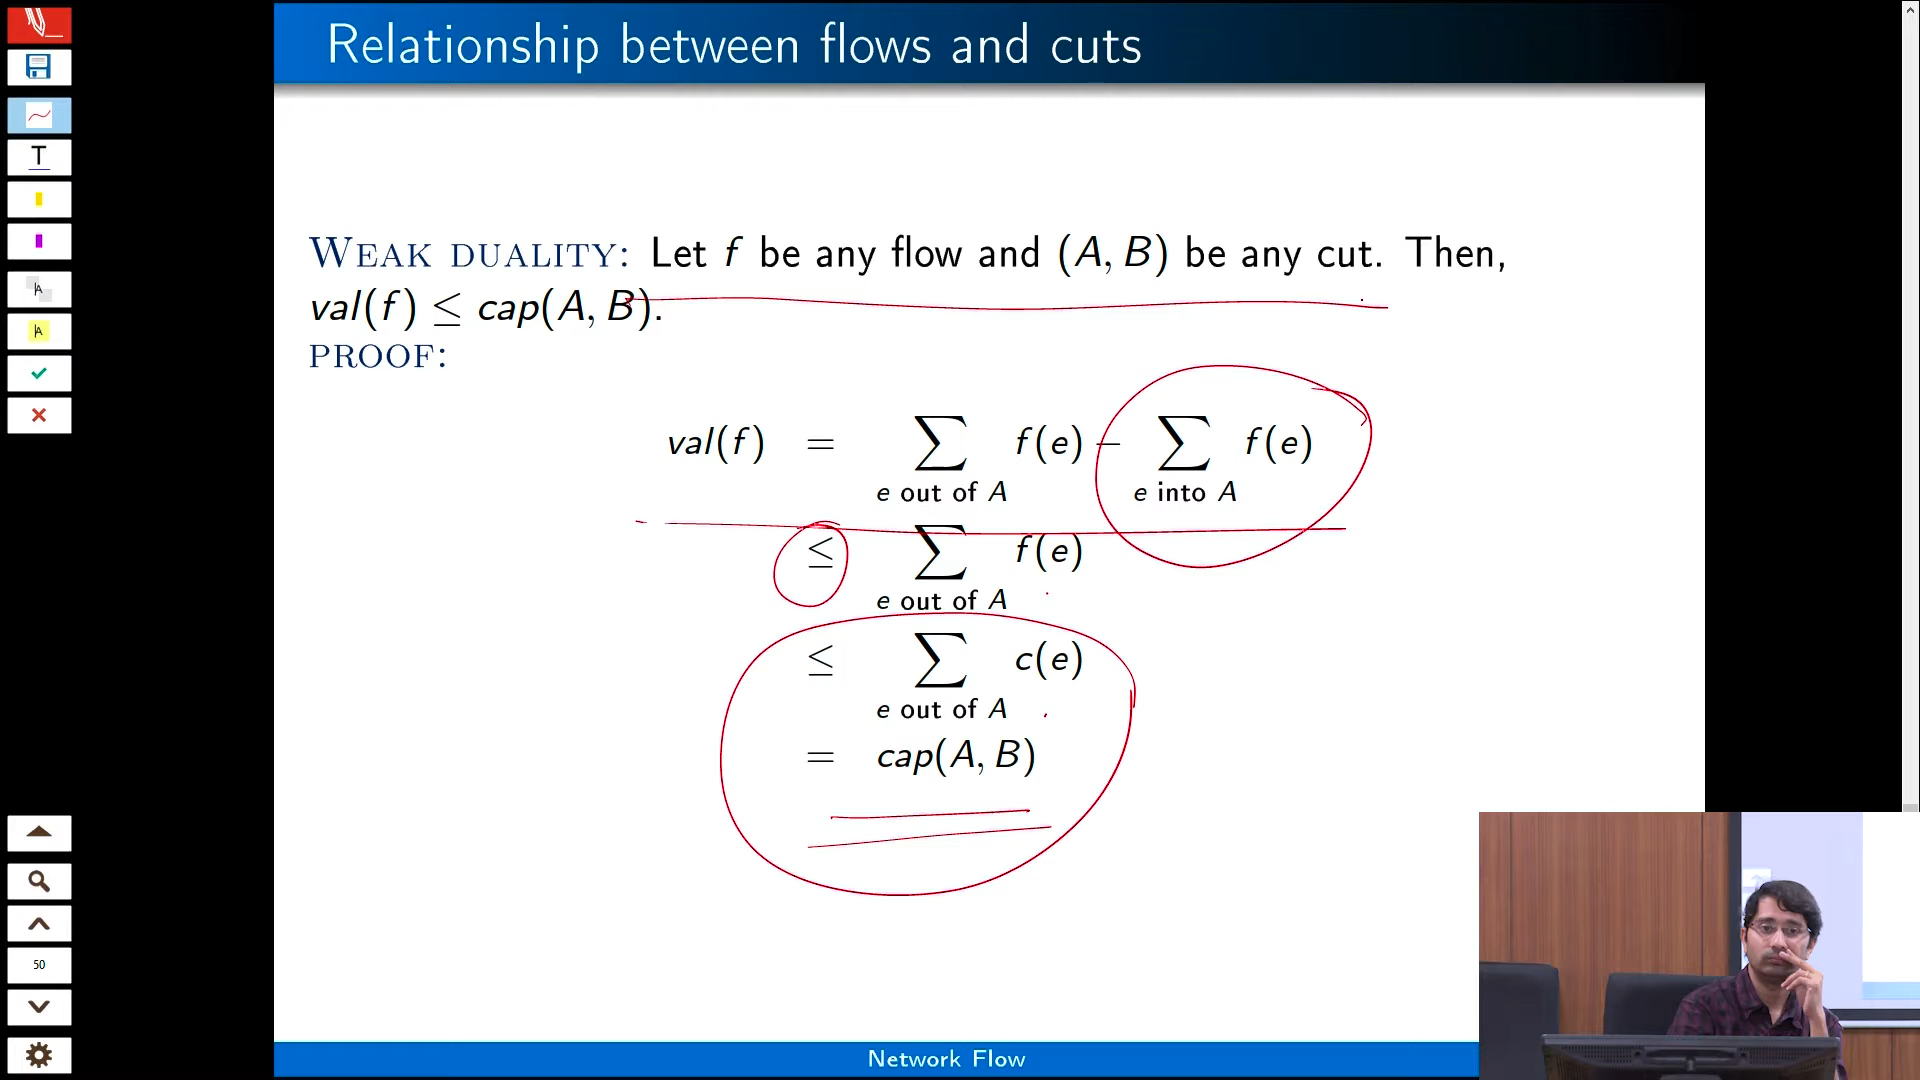 Relationship between flows and cuts
WEAK DUALITY: Let f be any flow and (A, B) be any cut. Then,
val(f) ≤ cap(A, B).
PROOF:
val(f) = ∑ f(e) − ∑ f(e)
e out of A e into A
≤ ∑ f(e)
e out of A
≤ ∑ c(e)
e out of A
= cap(A, B)
T
A
A
50
Network Flow